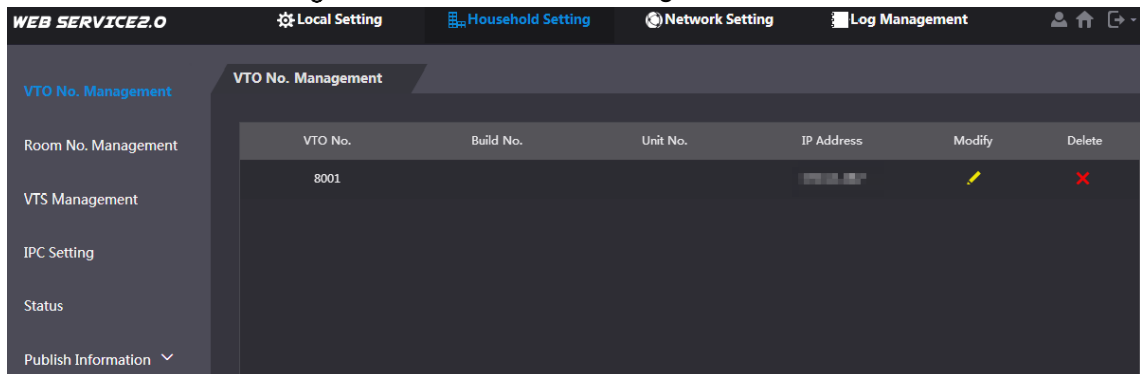 WEB SERVICE2.0 Local Setting Household Setting Network Setting Log Management
VTO No. Management
VTO No. Management
VTO No. Build No. Unit No. IP Address Modify Delete
Room No. Management
8001
VTS Management
IPC Setting
Status
Publish Information